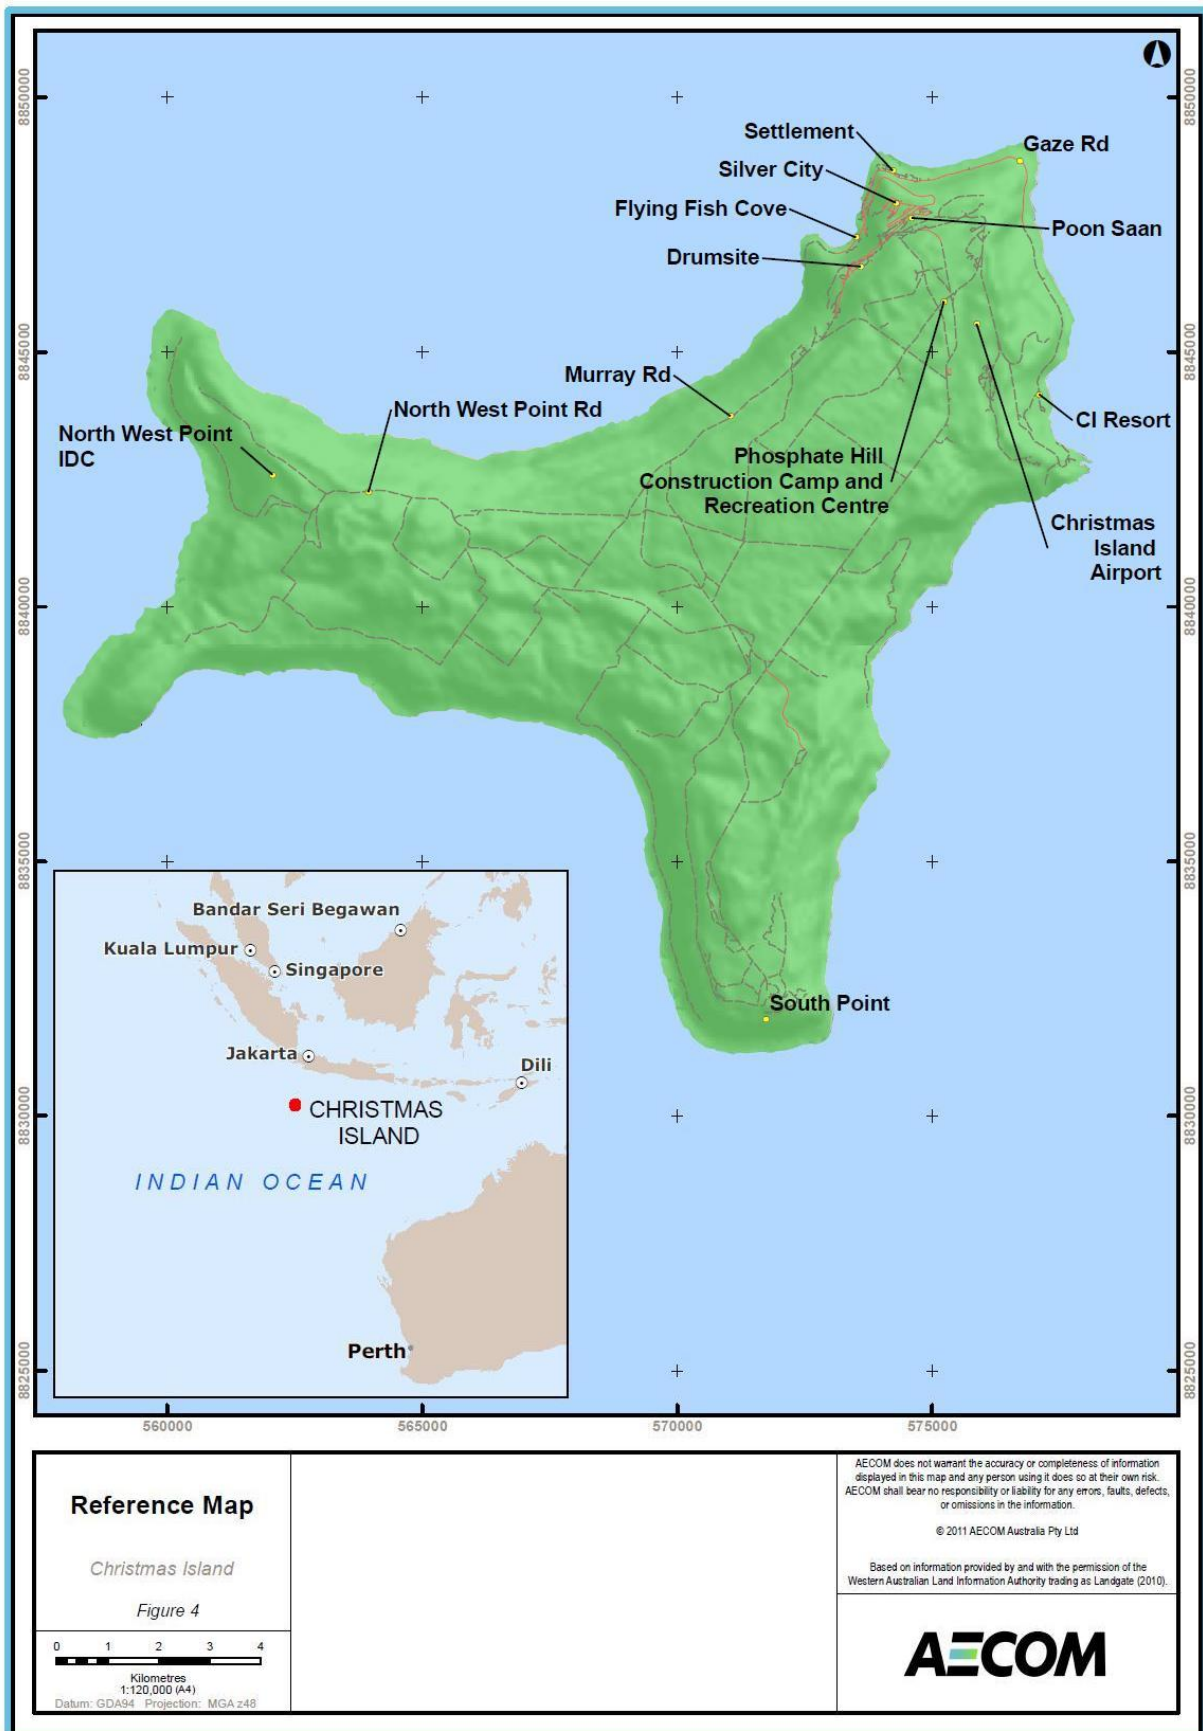 8850000
8850000
Settlement
Gaze Rd
Silver City
Flying Fish Cove
Poon Saan
Drumsite
8845000
8845000
Murray Rd
North West Point Rd
CI Resort
North West Point
IDC
Phosphate Hill
Construction Camp and
Recreation Centre
Christmas
Island
Airport
8840000
8840000
8835000
8835000
Bandar Seri Begawan
Kuala Lumpur
Singapore
South Point
Jakarta
Dili
CHRISTMAS
ISLAND
8830000
8830000
INDIAN OCEAN
Perth
8825000
8825000
560000
565000
570000
575000
Reference Map
Christmas Island
Figure 4
0 1 2 3 4
Kilometres
1:120,000 (A4)
Datum: GDA94 Projection: MGA z48
AECOM does not warrant the accuracy or completeness of information
displayed in this map and any person using it does so at their own risk.
AECOM shall bear no responsibility or liability for any errors, faults, defects,
or omissions in the information.
© 2011 AECOM Australia Pty Ltd
Based on information provided by and with the permission of the
Western Australian Land Information Authority trading as Landgate (2010).
AECOM